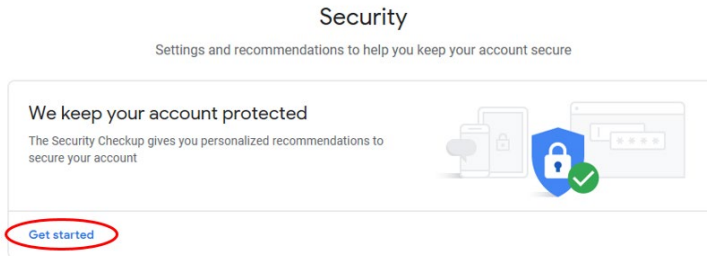 Security
Settings and recommendations to help you keep your account secure
We keep your account protected
The Security Checkup gives you personalized recommendations to
secure your account
Get started